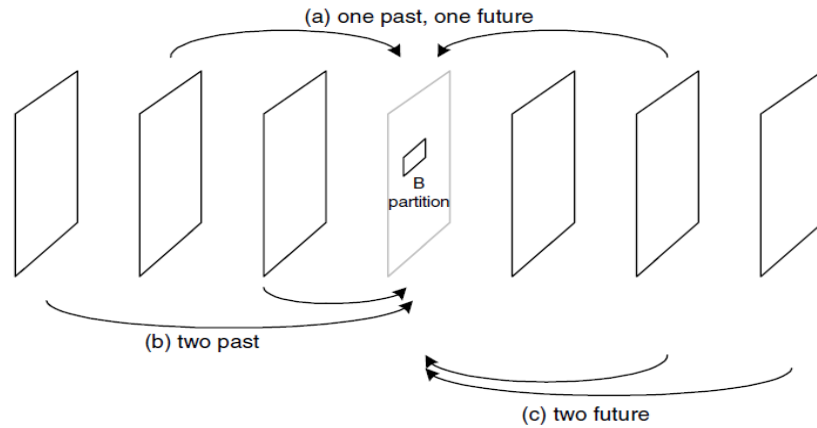 (a) one past, one future
B
partition
(b) two past
(c) two future